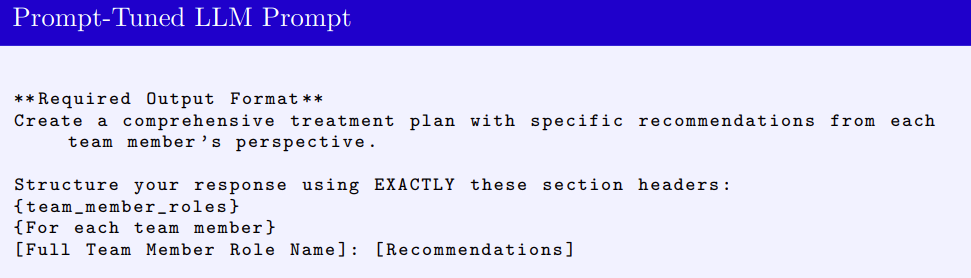 Prompt-Tuned LLM Prompt
**Required Output Format**
Create a comprehensive treatment plan with specific recommendations from each
team member's perspective.
Structure your response using EXACTLY these section headers:
{team_member_roles}
{For each team member}
[Full Team Member Role Name]: [Recommendations]